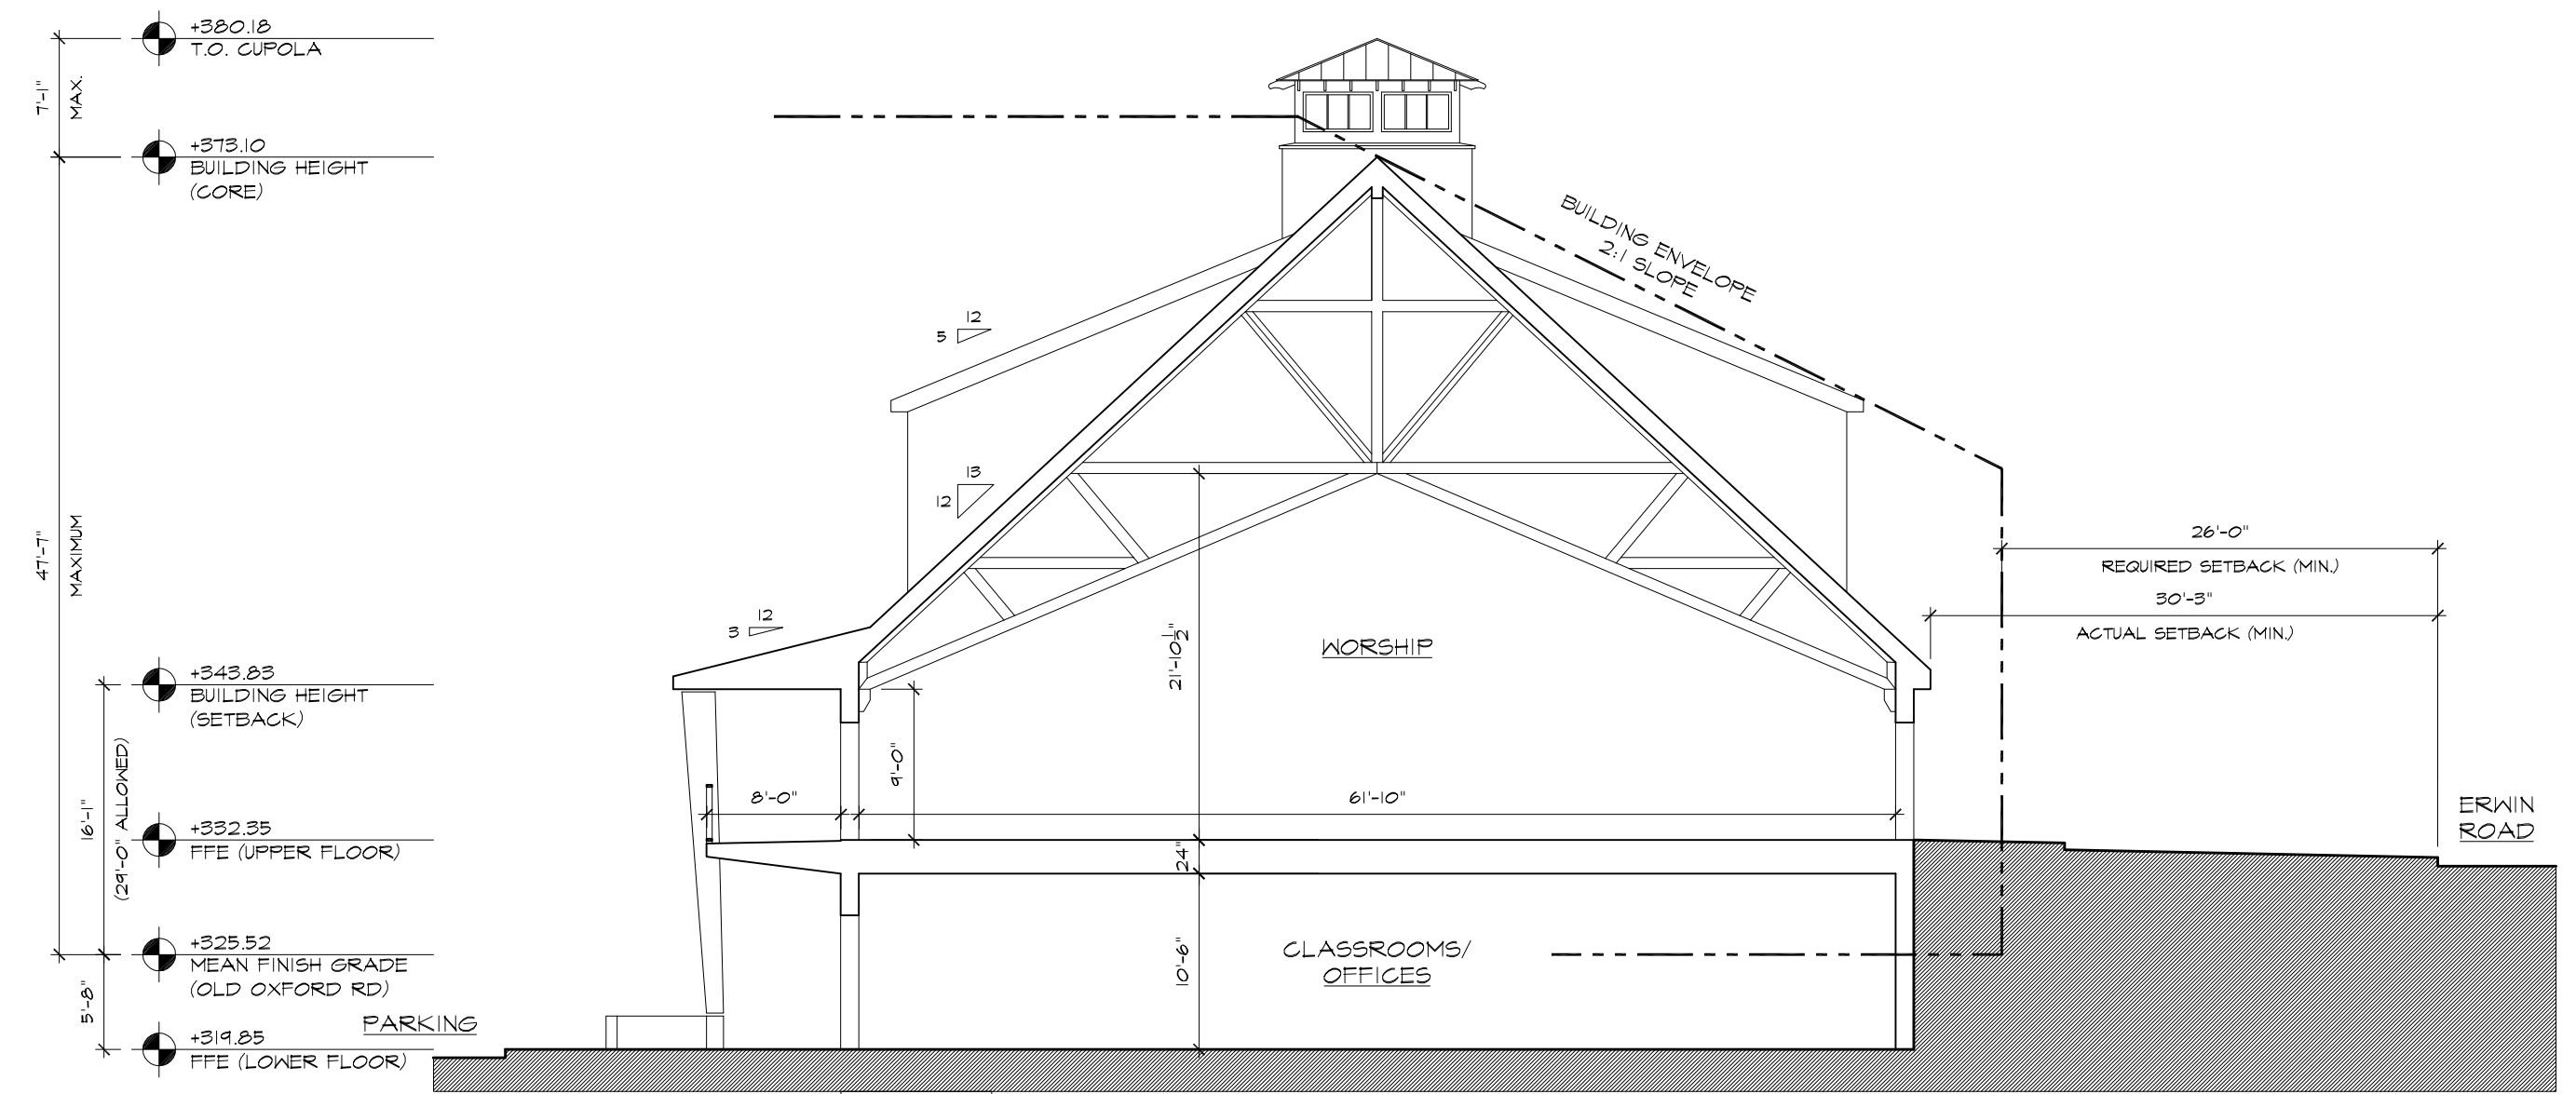 +380.18
T.O. CUPOLA
7'-1"
MAX.
+373.10
BUILDING HEIGHT
(CORE)
47'-7"
MAXIMUM
+343.83
BUILDING HEIGHT
(SETBACK)
16'-1"
(29'-0" ALLOWED)
+332.35
FFE (UPPER FLOOR)
+325.52
MEAN FINISH GRADE
(OLD OXFORD RD)
5'-8"
+319.85
FFE (LOWER FLOOR)
PARKING
12
5
13
12
12
3
BUILDING ENVELOPE
2:1 SLOPE
26'-0"
REQUIRED SETBACK (MIN.)
30'-3"
ACTUAL SETBACK (MIN.)
WORSHIP
21'-10 1/2"
9'-0"
8'-0"
61'-10"
24"
10'-6"
CLASSROOMS/
OFFICES
ERWIN
ROAD